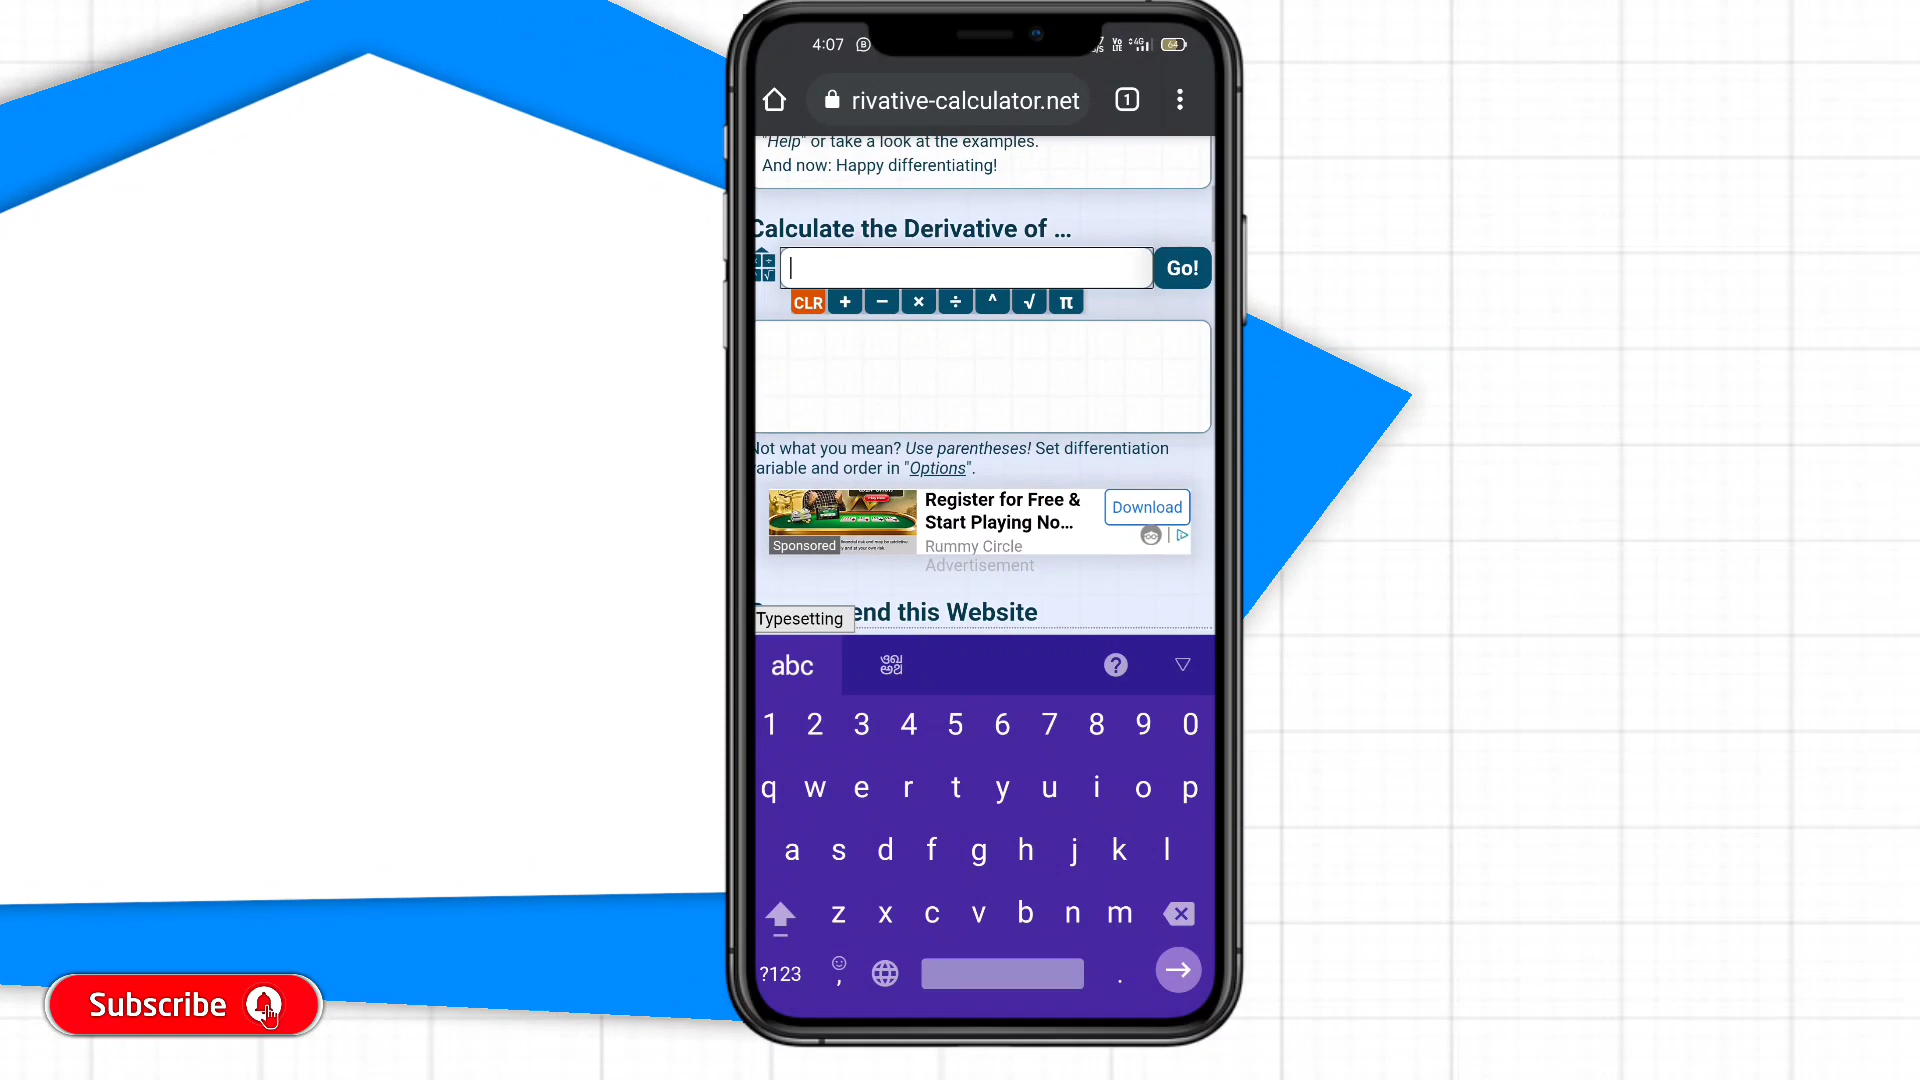 4:07
64
rivative-calculator.net
1
"Help" or take a look at the examples.
And now: Happy differentiating!
Calculate the Derivative of ...
Go!
CLR + − × ÷ ^ √ π
Not what you mean? Use parentheses! Set differentiation
variable and order in "Options".
Register for Free &
Start Playing No...
Download
Sponsored
Rummy Circle
Advertisement
end this Website
Typesetting
abc
1 2 3 4 5 6 7 8 9 0
q w e r t y u i o p
a s d f g h j k l
z x c v b n m
?123 , .
Subscribe